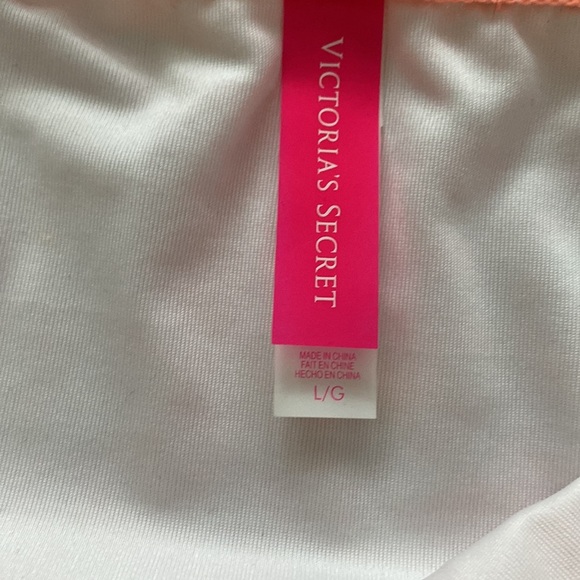 VICTORIA'S SECRET
MADE IN CHINA
FAIT EN CHINE
HECHO EN CHINA
L/G